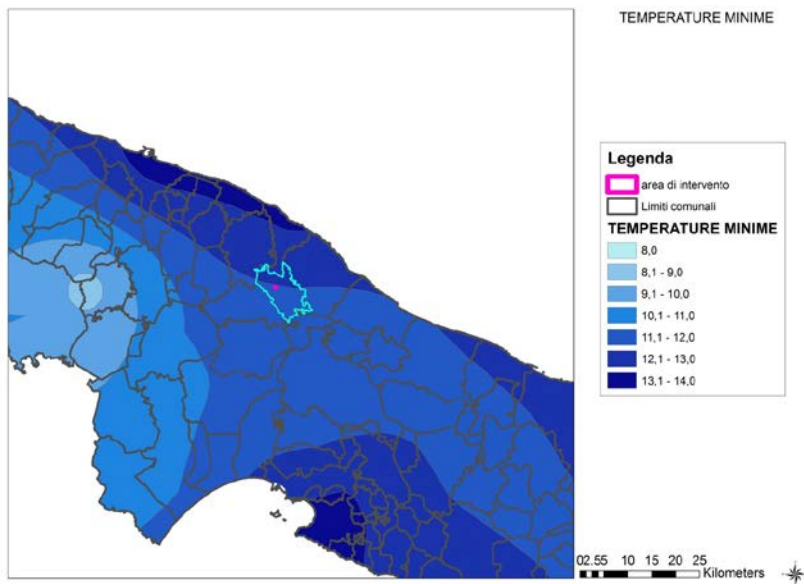 TEMPERATURE MINIME
Legenda
area di intervento
Limiti comunali
TEMPERATURE MINIME
8,0
8,1 - 9,0
9,1 - 10,0
10,1 - 11,0
11,1 - 12,0
12,1 - 13,0
13,1 - 14,0
02.55 10 15 20 25
Kilometers